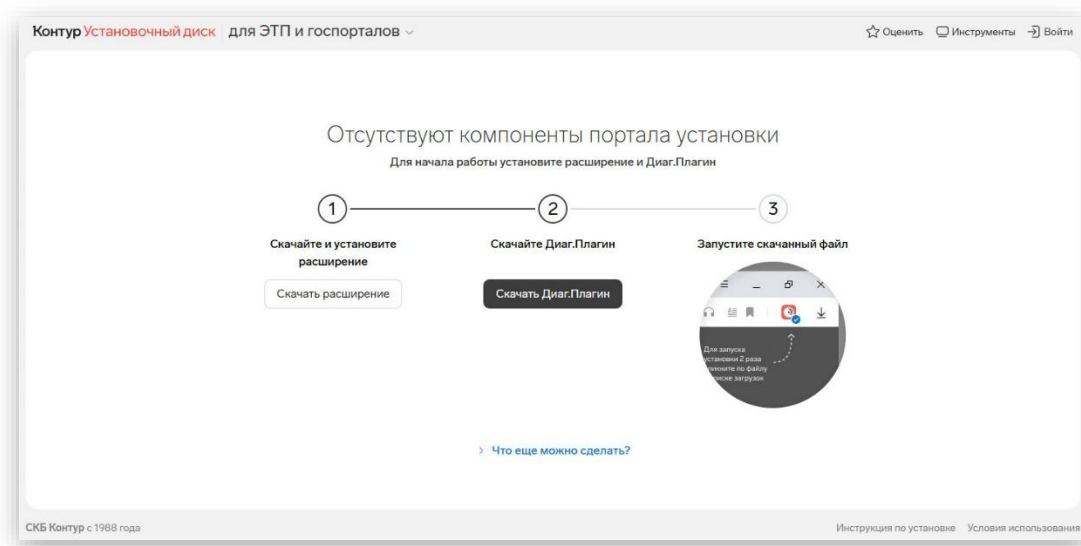 Контур Установочный диск для ЭТП и госпорталов
Оценить Инструменты Войти
Отсутствуют компоненты портала установки
Для начала работы установите расширение и Диаг.Плагин
1 2 3
Скачайте и установите
расширение
Скачать расширение
Скачайте Диаг.Плагин
Скачать Диаг.Плагин
Запустите скачанный файл
Для запуска
установки 2 раза
кликните по файлу
списке загрузок
Что еще можно сделать?
СКБ Контур с 1988 года
Инструкция по установке Условия использования